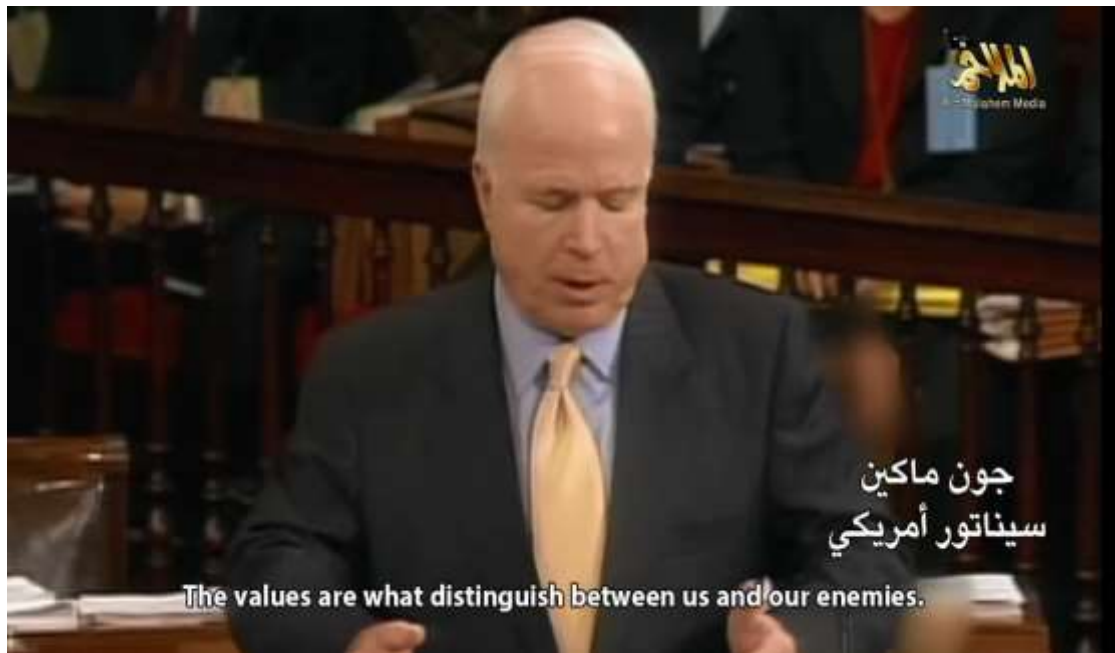 الملاحم
Al-Malahem Media
جون ماكين
سيناتور أمريكي
The values are what distinguish between us and our enemies.